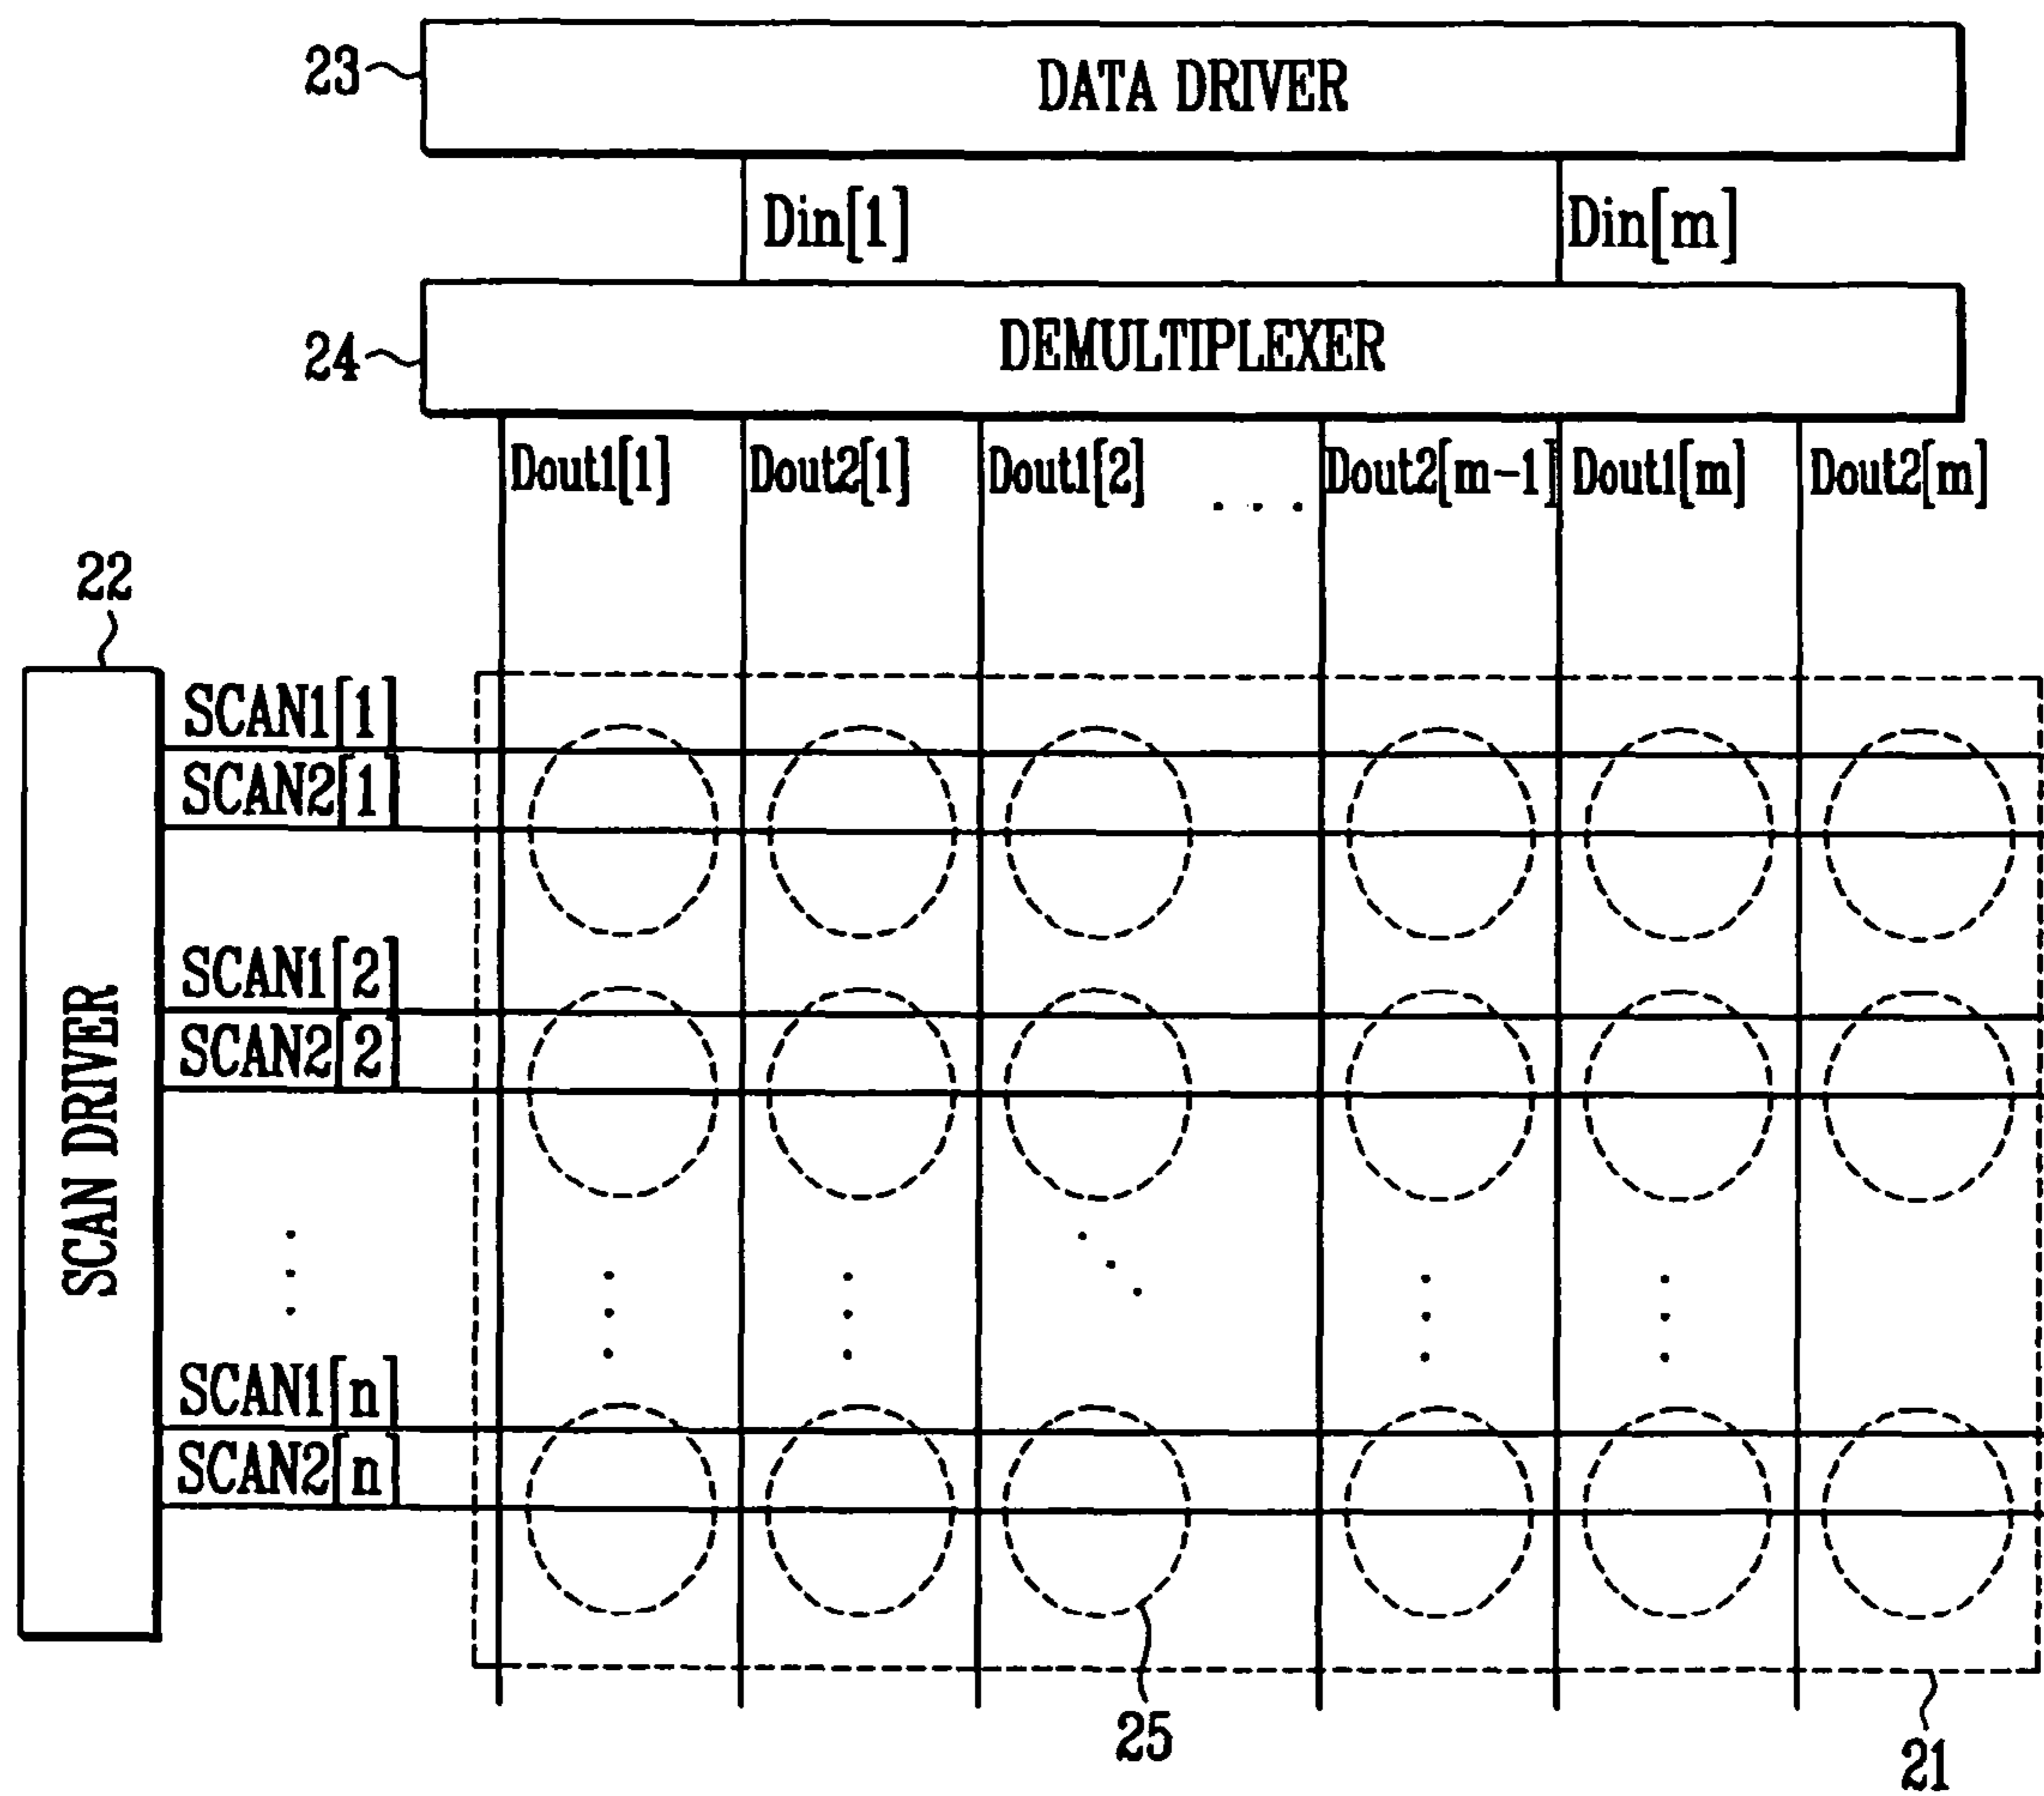 23
DATA DRIVER
Din[1] Din[m]
24
DEMULTIPLEXER
Dout1[1] Dout2[1] Dout1[2] ... Dout2[m-1] Dout1[m] Dout2[m]
22
SCAN DRIVER
SCAN1[1]
SCAN2[1]
SCAN1[2]
SCAN2[2]
SCAN1[n]
SCAN2[n]
25
21